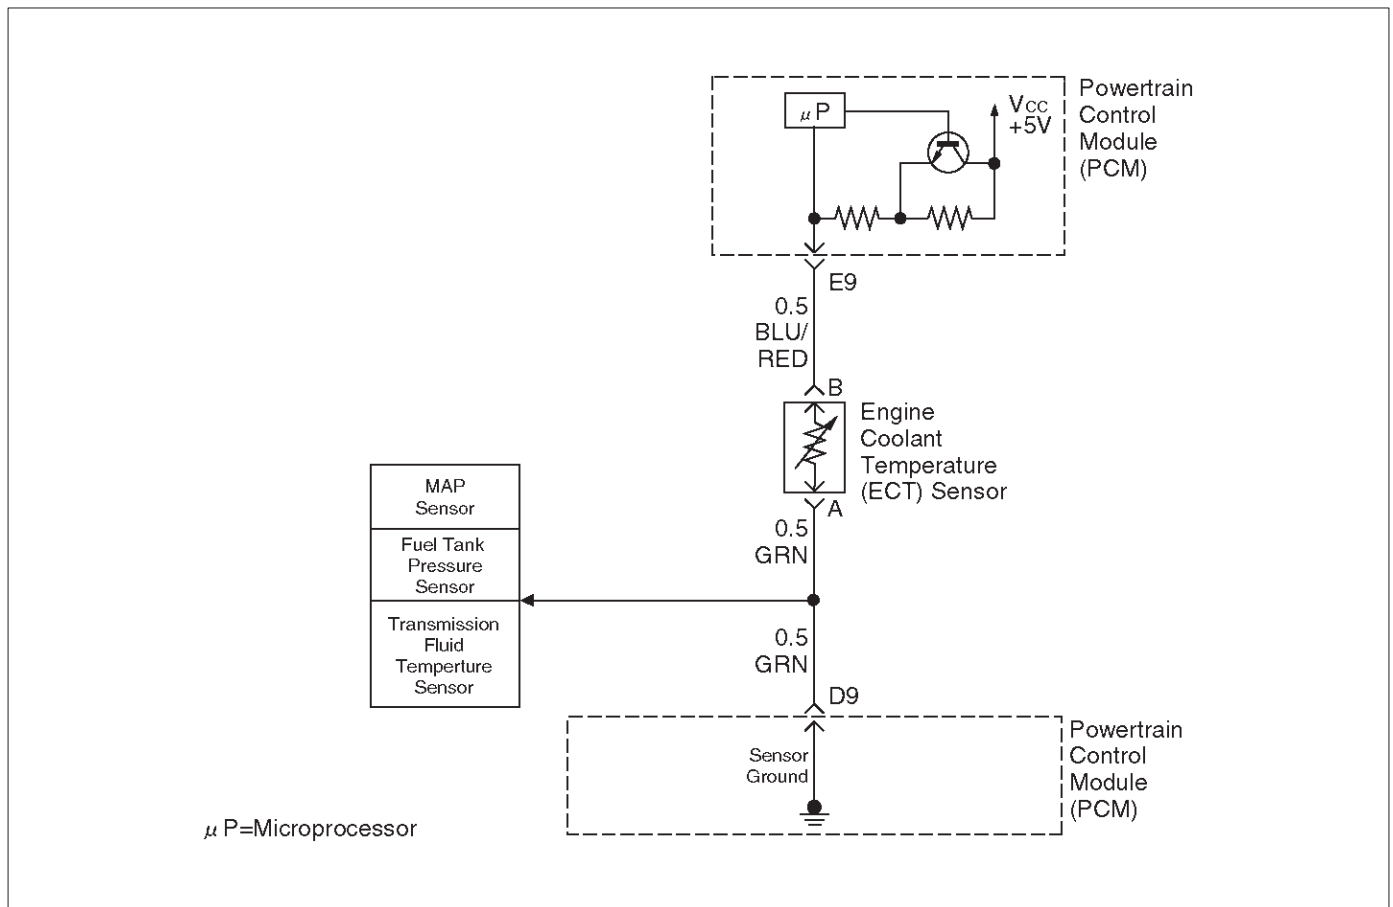 Powertrain
Control
Module
(PCM)
μ P
VCC
+5V
E9
0.5
BLU/
RED
B
Engine
Coolant
Temperature
(ECT) Sensor
A
0.5
GRN
MAP
Sensor
Fuel Tank
Pressure
Sensor
Transmission
Fluid
Temperture
Sensor
0.5
GRN
D9
Powertrain
Control
Module
(PCM)
Sensor
Ground
μ P=Microprocessor